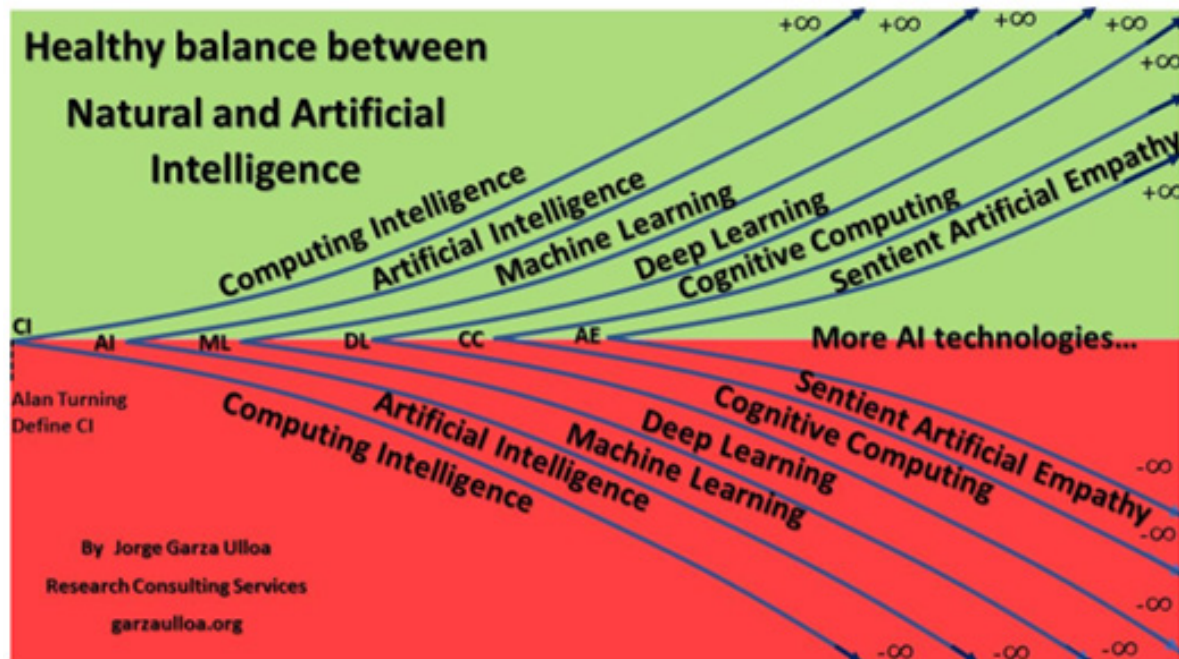 Healthy balance between
Natural and Artificial
Intelligence
+∞ +∞ +∞ +∞
+∞
+∞
Computing Intelligence
Artificial Intelligence
Machine Learning
Deep Learning
Cognitive Computing
Sentient Artificial Empathy
CI
AI ML DL CC AE
More AI technologies...
Alan Turning
Define CI
Computing Intelligence
Artificial Intelligence
Machine Learning
Deep Learning
Cognitive Computing
Sentient Artificial Empathy
-∞
-∞
-∞
-∞ -∞ -∞
By Jorge Garza Ulloa
Research Consulting Services
garzaulloa.org